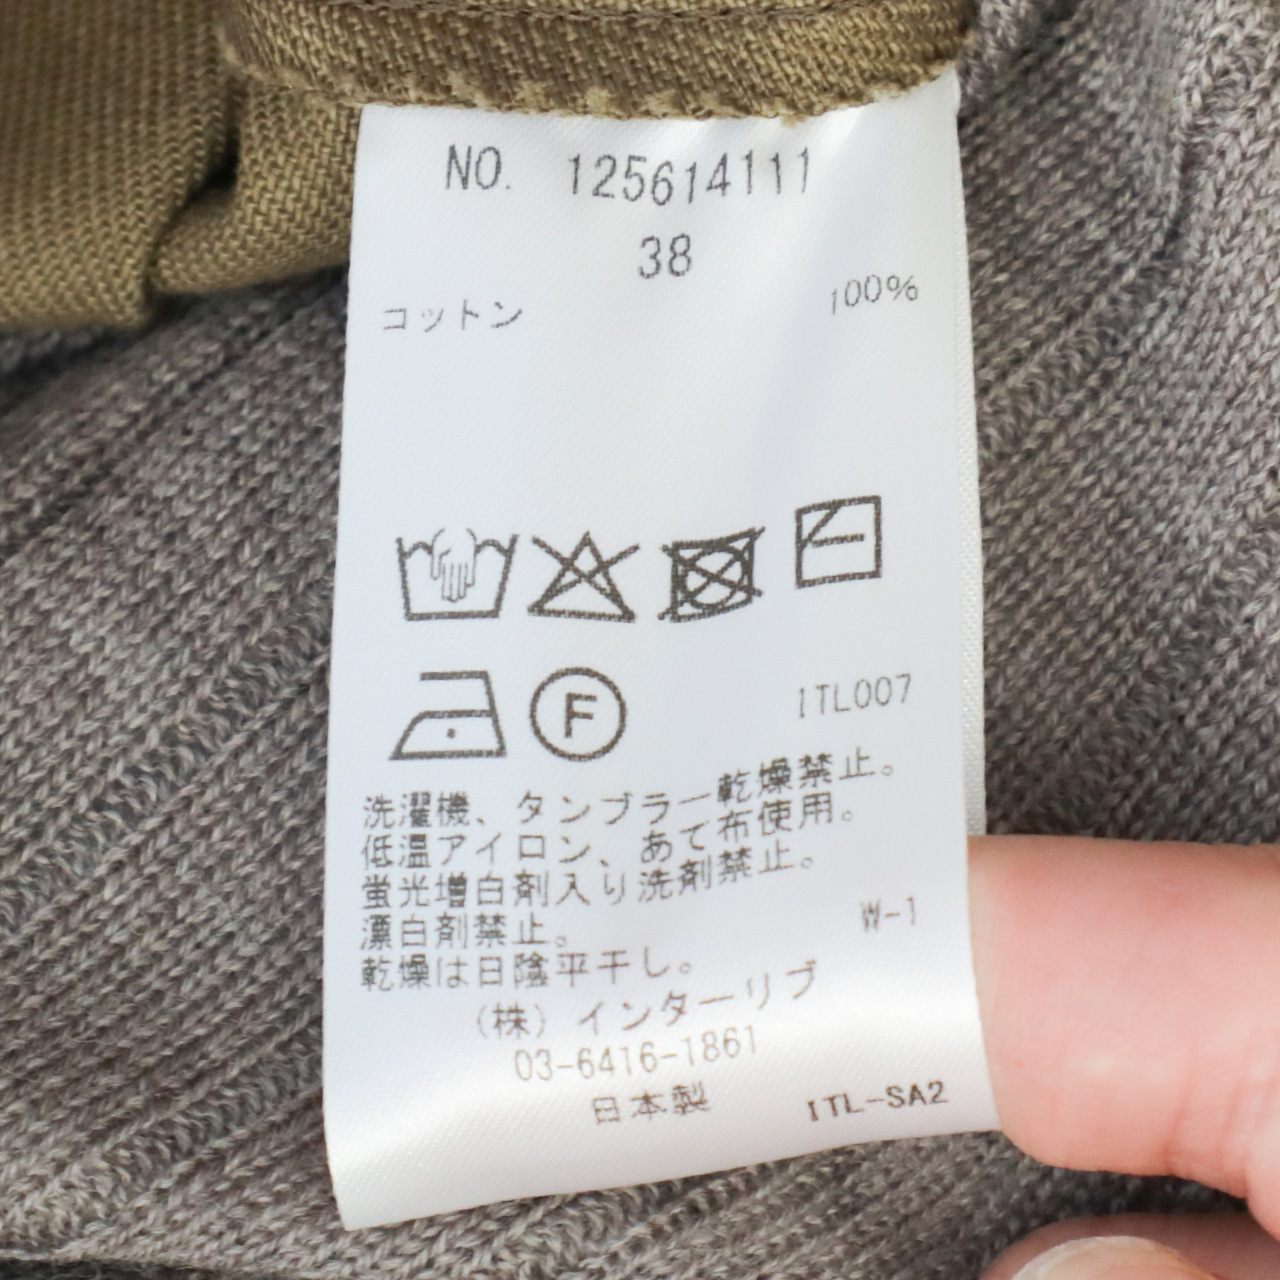 NO. 125614111
38
コットン 100%
F
ITL007
洗濯機、タンブラー乾燥禁止。
低温アイロン、あて布使用。
蛍光増白剤入り洗剤禁止。
漂白剤禁止。
W-1
乾燥は日陰平干し。
(株)インターリブ
03-6416-1861
日本製 ITL-SA2